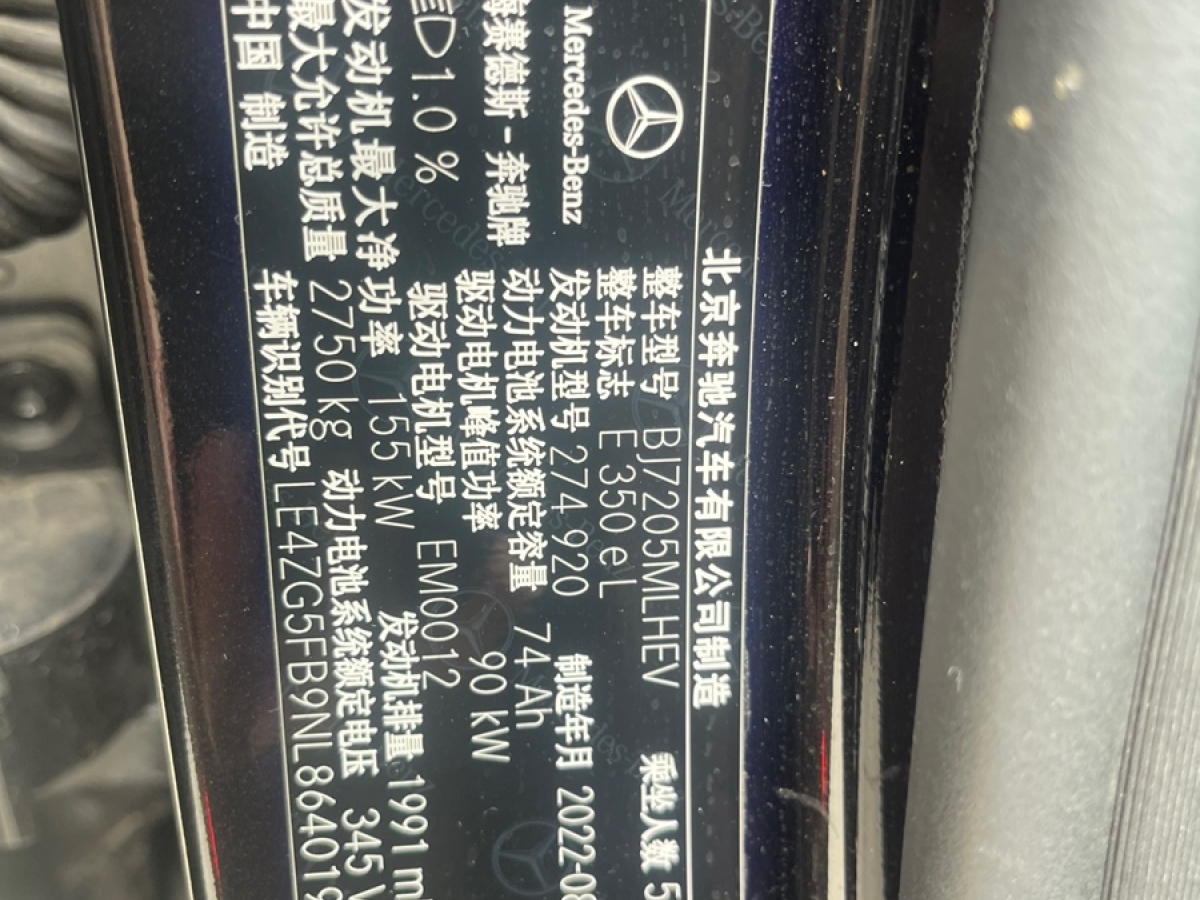 北京奔驰汽车有限公司制造
Mercedes-Benz
梅赛德斯-奔驰牌
整车型号 BJ7205MLHEV 乘坐人数 5
整车标志 E 350 eL
发动机型号 274 920 制造年月 2022-08
动力电池系统额定容量 74 Ah
驱动电机峰值功率 90 kW
1.0 % 驱动电机型号 EM0012
发动机最大净功率 155 kW 发动机排量 1991 ml
最大允许总质量 2750 kg 动力电池系统额定电压 345 V
中国 制造 车辆识别代号 LE4ZG5FB9NL864019